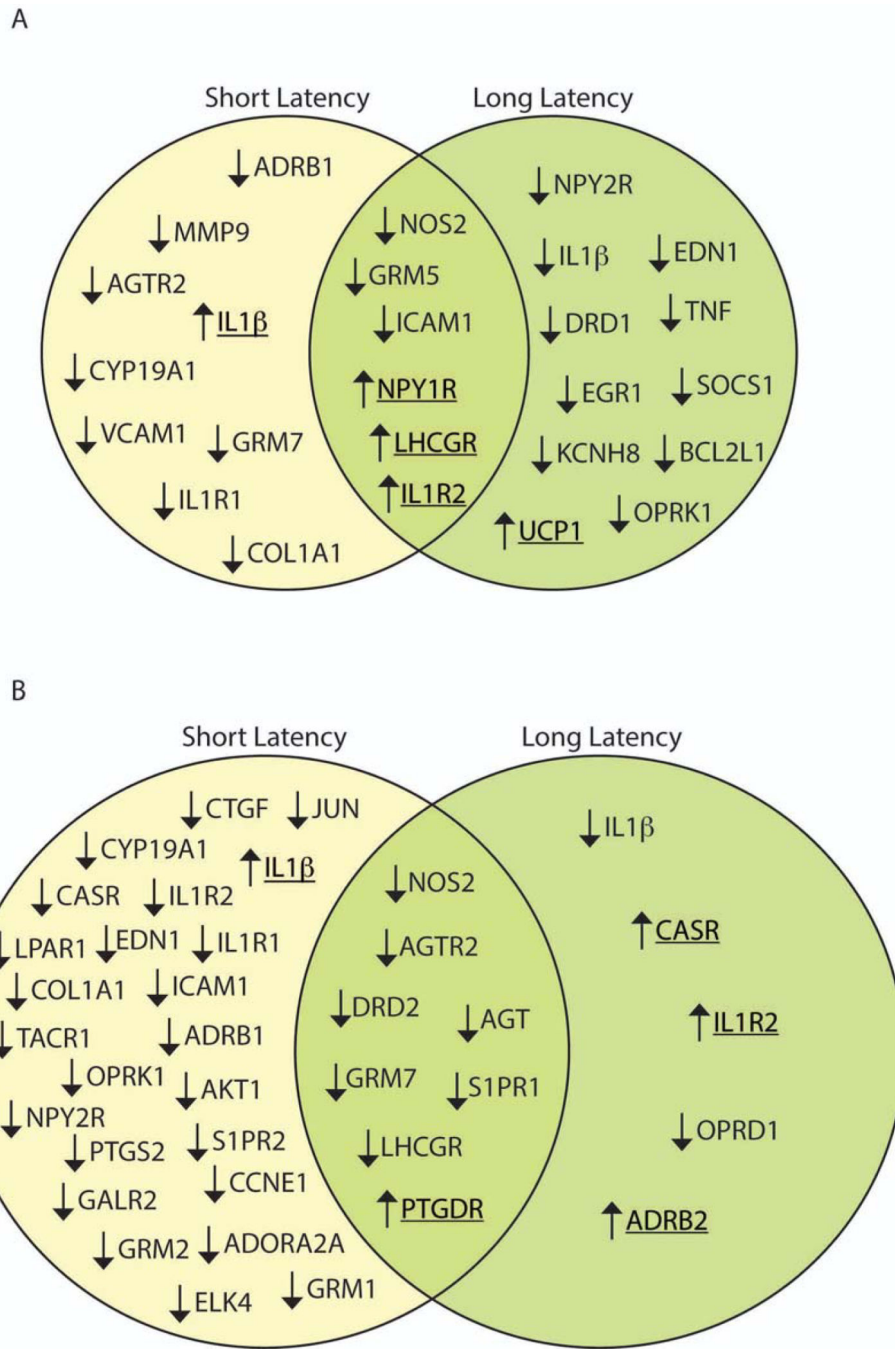 A
Short Latency Long Latency
↓ADRB1
↓MMP9
↓AGTR2
↑IL1β
↓CYP19A1
↓VCAM1 ↓GRM7
↓IL1R1
↓COL1A1
↓NOS2
↓GRM5
↓ICAM1
↑NPY1R
↑LHCGR
↑IL1R2
↓NPY2R
↓IL1β ↓EDN1
↓DRD1 ↓TNF
↓EGR1 ↓SOCS1
↓KCNH8 ↓BCL2L1
↑UCP1 ↓OPRK1
B
Short Latency Long Latency
↓CTGF ↓JUN
↓CYP19A1 ↑IL1β
↓CASR ↓IL1R2
↓LPAR1 ↓EDN1 ↓IL1R1
↓COL1A1 ↓ICAM1
↓TACR1 ↓ADRB1
↓OPRK1 ↓AKT1
↓NPY2R
↓PTGS2 ↓S1PR2
↓GALR2 ↓CCNE1
↓GRM2 ↓ADORA2A
↓ELK4 ↓GRM1
↓NOS2
↓AGTR2
↓DRD2 ↓AGT
↓GRM7 ↓S1PR1
↓LHCGR
↑PTGDR
↓IL1β
↑CASR
↑IL1R2
↓OPRD1
↑ADRB2